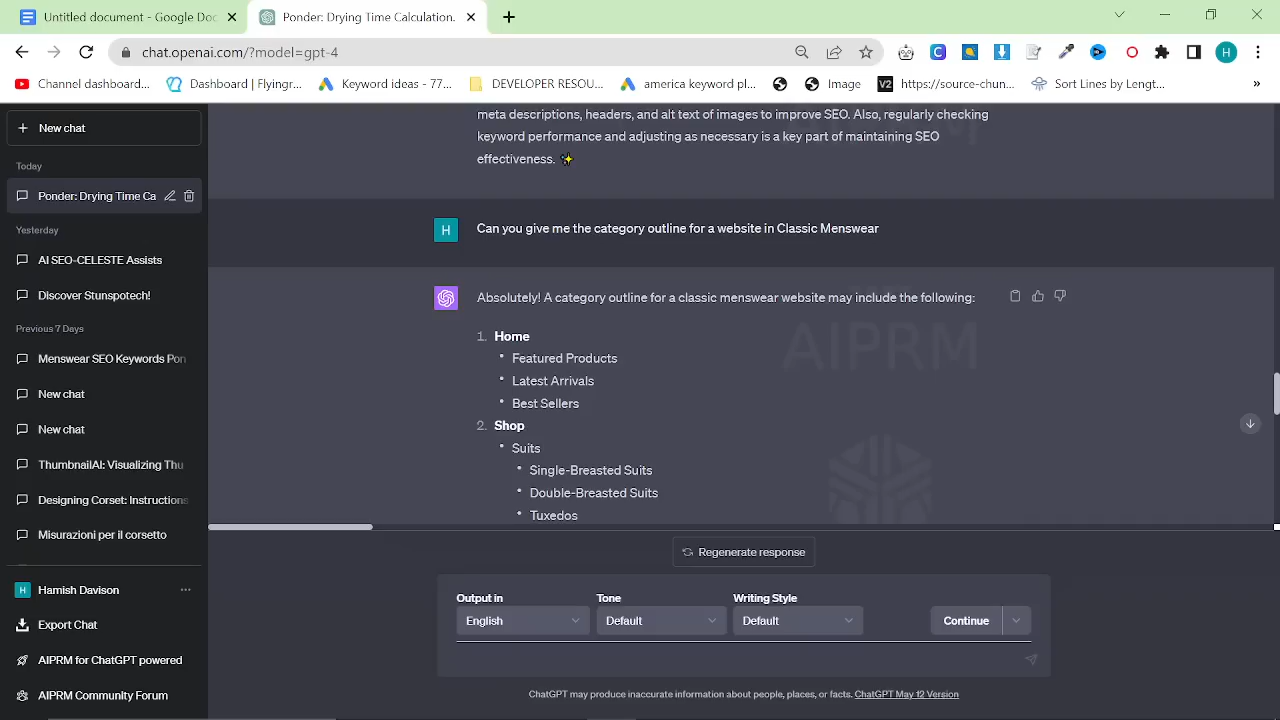 Untitled document - Google Doc
Ponder: Drying Time Calculation.
chat.openai.com/?model=gpt-4
H
Channel dashboard...
Dashboard | Flyingr...
Keyword ideas - 77...
DEVELOPER RESOU...
america keyword pl...
Image
V2
https://source-chun...
Sort Lines by Lengt...
»
New chat
Today
Ponder: Drying Time Ca
Yesterday
AI SEO-CELESTE Assists
Discover Stunspotech!
Previous 7 Days
Menswear SEO Keywords Pon
New chat
New chat
ThumbnailAI: Visualizing Thu
Designing Corset: Instructions
Misurazioni per il corsetto
H
Hamish Davison
Export Chat
AIPRM for ChatGPT powered
AIPRM Community Forum
meta descriptions, headers, and alt text of images to improve SEO. Also, regularly checking
keyword performance and adjusting as necessary is a key part of maintaining SEO
effectiveness. ✨
H
Can you give me the category outline for a website in Classic Menswear
Absolutely! A category outline for a classic menswear website may include the following:
AIPRM
1. Home
• Featured Products
• Latest Arrivals
• Best Sellers
2. Shop
• Suits
• Single-Breasted Suits
• Double-Breasted Suits
• Tuxedos
Regenerate response
Output in Tone Writing Style
English Default Default Continue
ChatGPT may produce inaccurate information about people, places, or facts. ChatGPT May 12 Version